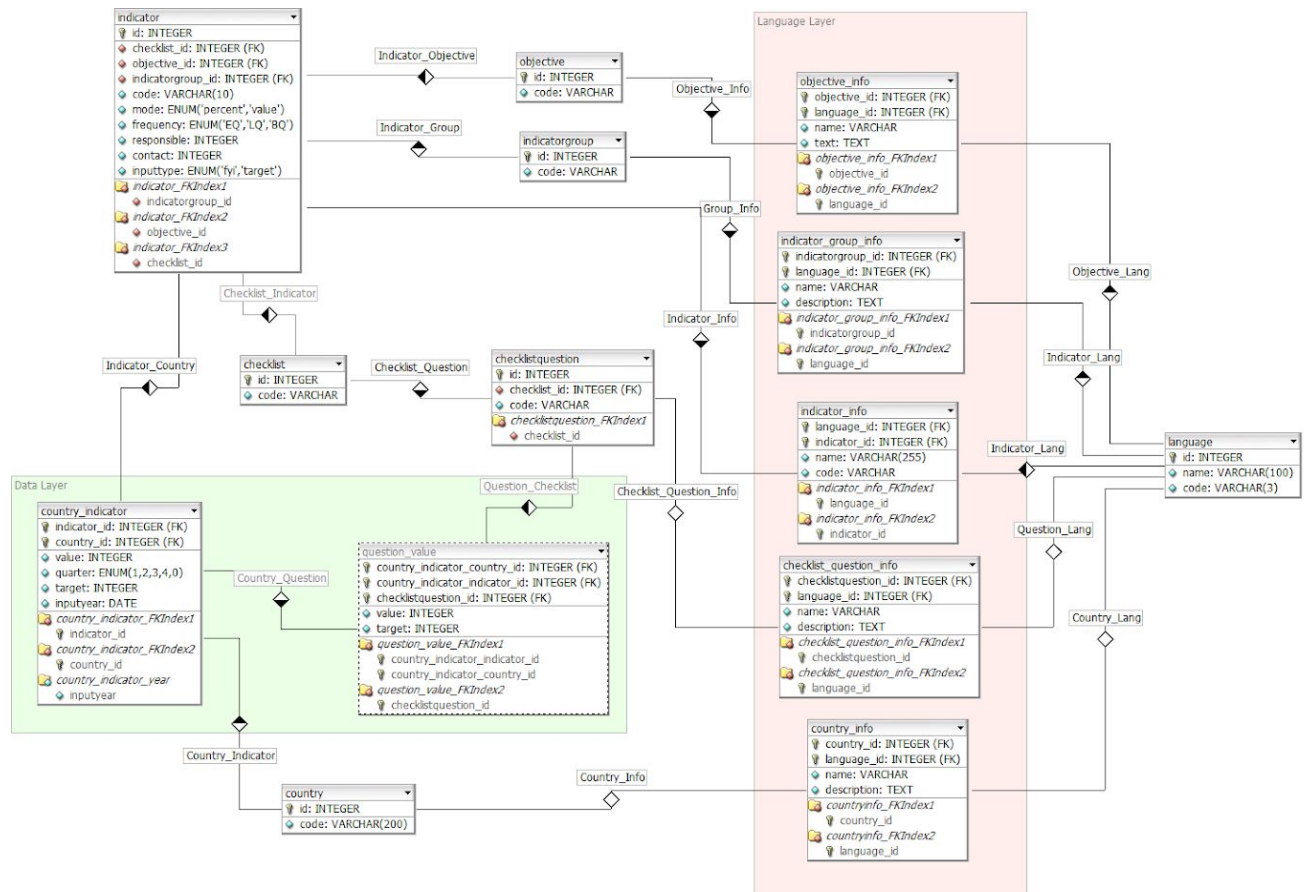 indicator
id: INTEGER
checklist_id: INTEGER (FK)
objective_id: INTEGER (FK)
indicatorgroup_id: INTEGER (FK)
code: VARCHAR(10)
mode: ENUM('percent','value')
frequency: ENUM('EQ','LQ','BQ')
responsible: INTEGER
contact: INTEGER
inputtype: ENUM('fyi','target')
indicator_FKIndex1
indicatorgroup_id
indicator_FKIndex2
objective_id
indicator_FKIndex3
checklist_id
Indicator_Objective
objective
id: INTEGER
code: VARCHAR
Indicator_Group
indicatorgroup
id: INTEGER
code: VARCHAR
Objective_Info
Group_Info
Indicator_Info
Checklist_Indicator
Indicator_Country
checklist
id: INTEGER
code: VARCHAR
Checklist_Question
checklistquestion
id: INTEGER
checklist_id: INTEGER (FK)
code: VARCHAR
checklistquestion_FKIndex1
checklist_id
Question_Checklist
Checklist_Question_Info
Data Layer
country_indicator
indicator_id: INTEGER (FK)
country_id: INTEGER (FK)
value: INTEGER
quarter: ENUM(1,2,3,4,0)
target: INTEGER
inputyear: DATE
country_indicator_FKIndex1
indicator_id
country_indicator_FKIndex2
country_id
country_indicator_year
inputyear
Country_Question
question_value
country_indicator_country_id: INTEGER (FK)
country_indicator_indicator_id: INTEGER (FK)
checklistquestion_id: INTEGER (FK)
value: INTEGER
target: INTEGER
question_value_FKIndex1
country_indicator_indicator_id
country_indicator_country_id
question_value_FKIndex2
checklistquestion_id
Country_Indicator
country
id: INTEGER
code: VARCHAR(200)
Country_Info
Language Layer
objective_info
objective_id: INTEGER (FK)
language_id: INTEGER (FK)
name: VARCHAR
text: TEXT
objective_info_FKIndex1
objective_id
objective_info_FKIndex2
language_id
indicator_group_info
indicatorgroup_id: INTEGER (FK)
language_id: INTEGER (FK)
name: VARCHAR
description: TEXT
indicator_group_info_FKIndex1
indicatorgroup_id
indicator_group_info_FKIndex2
language_id
indicator_info
language_id: INTEGER (FK)
indicator_id: INTEGER (FK)
name: VARCHAR(255)
code: VARCHAR
indicator_info_FKIndex1
language_id
indicator_info_FKIndex2
indicator_id
checklist_question_info
checklistquestion_id: INTEGER (FK)
language_id: INTEGER (FK)
name: VARCHAR
description: TEXT
checklist_question_info_FKIndex1
checklistquestion_id
checklist_question_info_FKIndex2
language_id
country_info
country_id: INTEGER (FK)
language_id: INTEGER (FK)
name: VARCHAR
description: TEXT
countryinfo_FKIndex1
country_id
countryinfo_FKIndex2
language_id
Objective_Lang
Indicator_Lang
Indicator_Lang
Question_Lang
Country_Lang
language
id: INTEGER
name: VARCHAR(100)
code: VARCHAR(3)